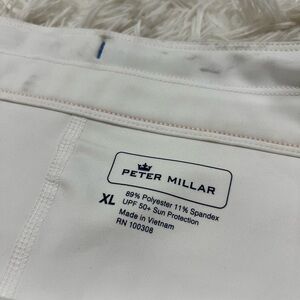 PETER MILLAR
XL
89% Polyester 11% Spandex
UPF 50+ Sun Protection
Made in Vietnam
RN 100308